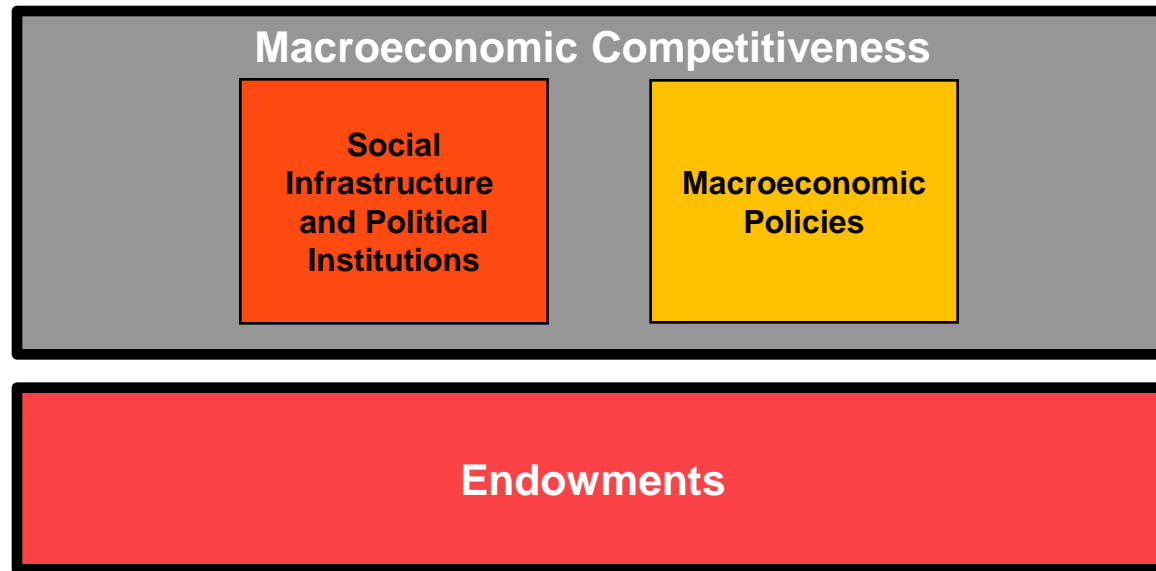 Macroeconomic Competitiveness
Social
Infrastructure
and Political
Institutions
Macroeconomic
Policies
Endowments